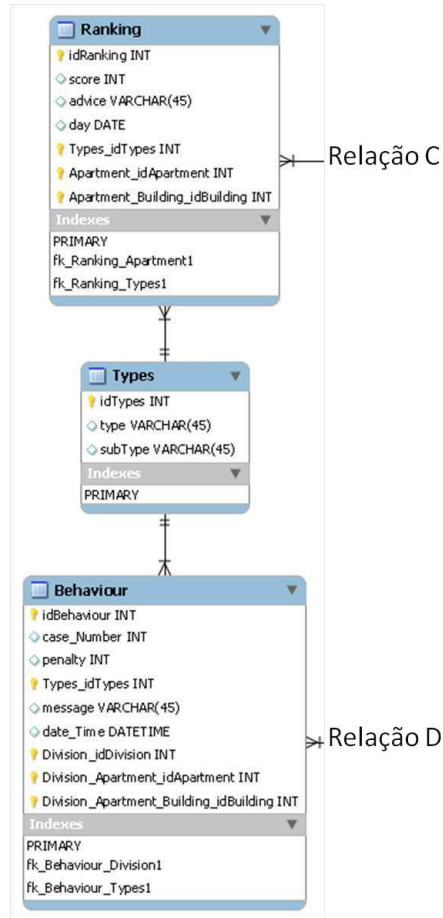 Ranking
idRanking INT
score INT
advice VARCHAR(45)
day DATE
Types_idTypes INT
Apartment_idApartment INT
Apartment_Building_idBuilding INT
Indexes
PRIMARY
fk_Ranking_Apartment1
fk_Ranking_Types1
Relação C
Types
idTypes INT
type VARCHAR(45)
subType VARCHAR(45)
Indexes
PRIMARY
Behaviour
idBehaviour INT
case_Number INT
penalty INT
Types_idTypes INT
message VARCHAR(45)
date_Time DATETIME
Division_idDivision INT
Division_Apartment_idApartment INT
Division_Apartment_Building_idBuilding INT
Indexes
PRIMARY
fk_Behaviour_Division1
fk_Behaviour_Types1
Relação D